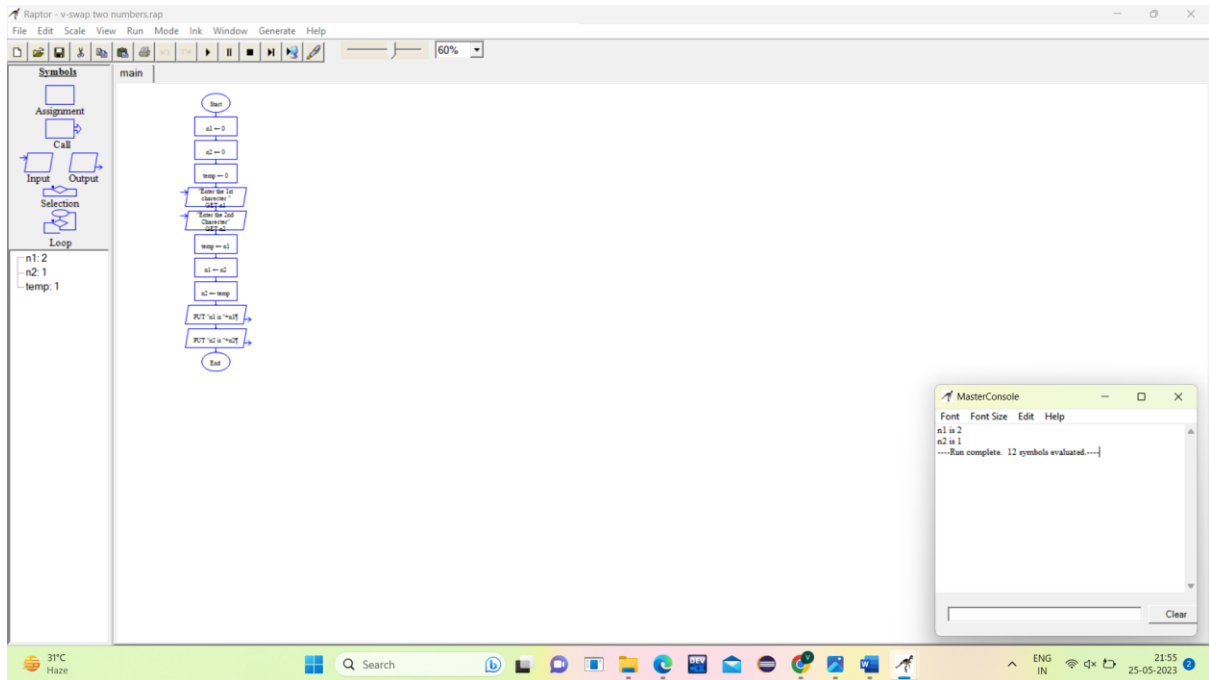 Raptor - v-swap two numbers.rap
File Edit Scale View Run Mode Ink Window Generate Help
60%
Symbols
main
Assignment
Call
Input Output
Selection
Loop
n1: 2
n2: 1
temp: 1
Start
n1 ← 0
n2 ← 0
temp ← 0
"Enter the 1st
GET n1
"Enter the 2nd
GET n2
temp ← n1
n1 ← n2
n2 ← temp
PUT "n1 is "+n1¶
PUT "n2 is "+n2¶
End
MasterConsole
Font Font Size Edit Help
n1 is 2
n2 is 1
----Run complete. 12 symbols evaluated.----
Clear
31°C
Haze
Search
DEV
ENG
IN
21:55
25-05-2023
2